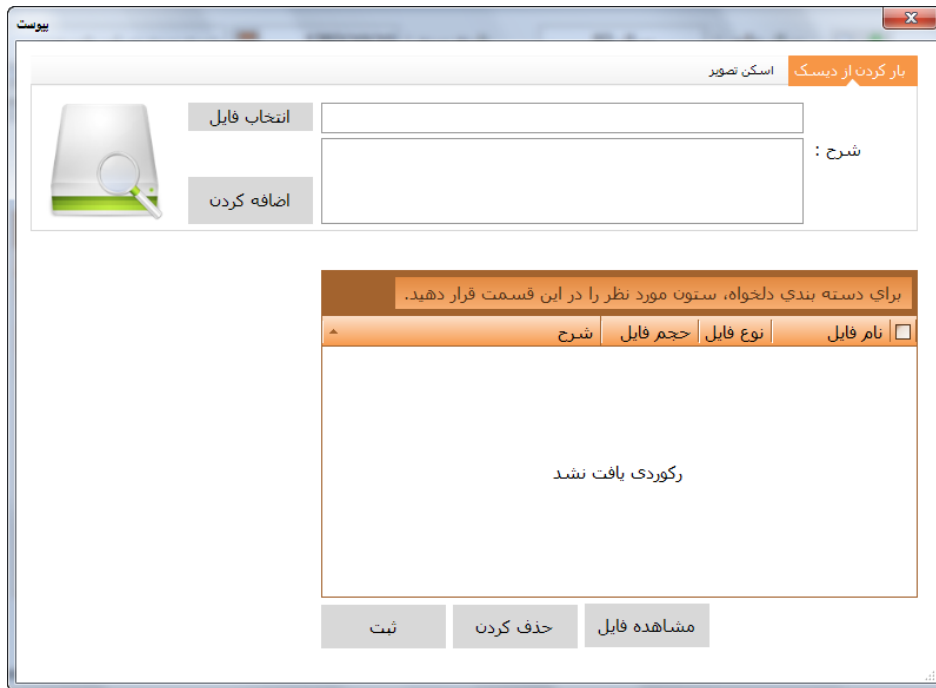 پیوست
بار کردن از دیسک اسکن تصویر
انتخاب فایل
شرح :
اضافه کردن
براي دسته بندي دلخواه، ستون مورد نظر را در این قسمت قرار دهید.
نام فایل نوع فایل حجم فایل شرح
رکوردی یافت نشد
مشاهده فایل حذف کردن ثبت